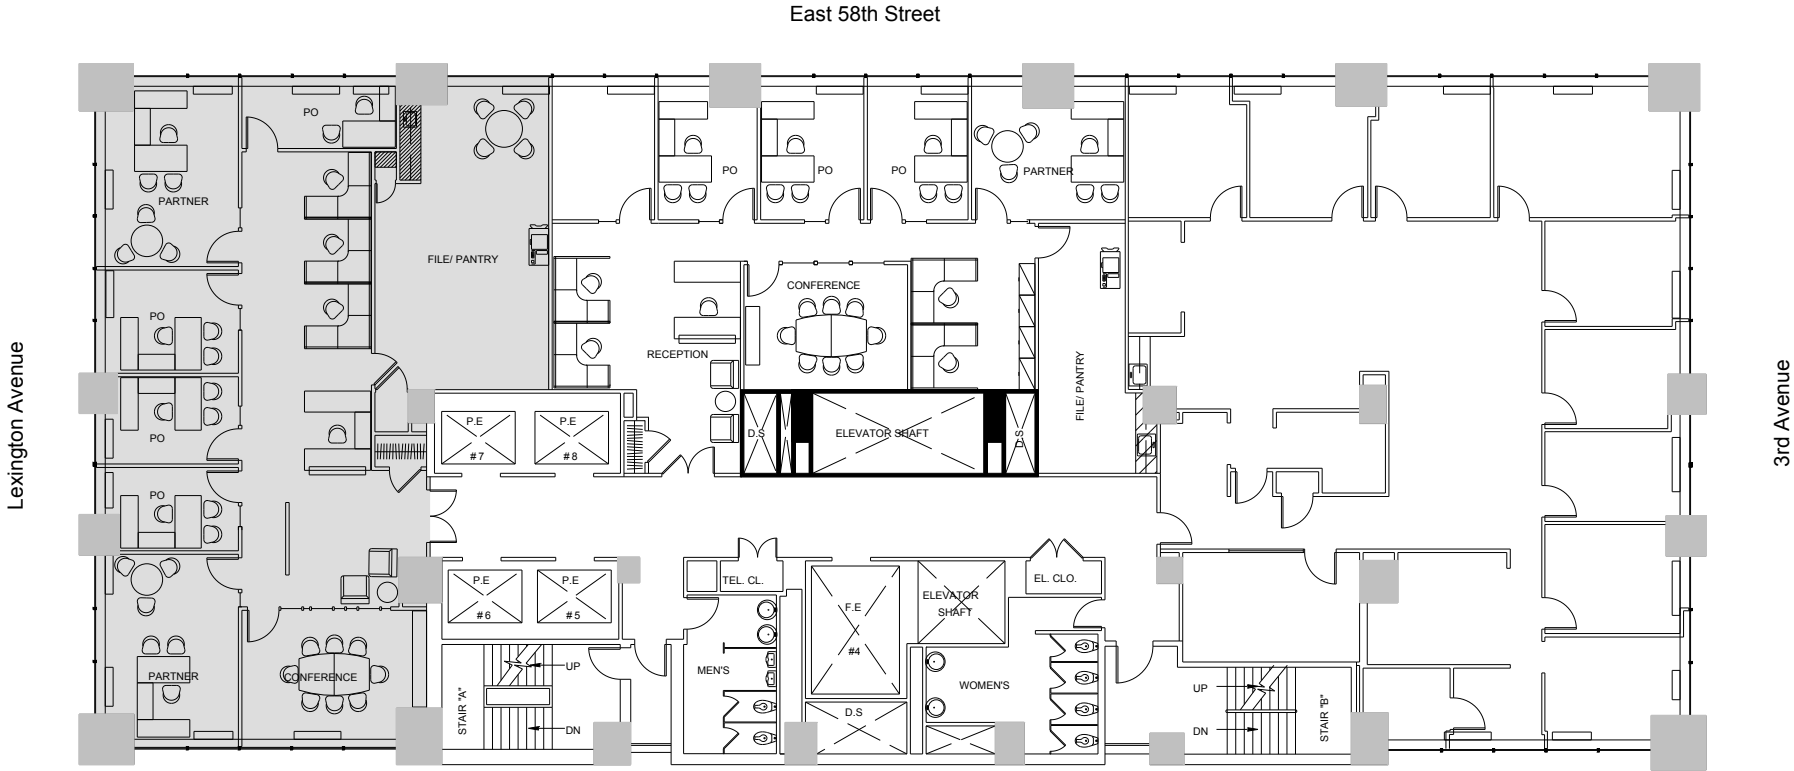 East 58th Street
PO
PARTNER
PO
PO
PO
PARTNER
FILE/ PANTRY
PO
PO
PO
PARTNER
CONFERENCE
RECEPTION
CONFERENCE
FILE/ PANTRY
P.E
#7
P.E
#8
D.S
ELEVATOR SHAFT
D.S
Lexington Avenue
3rd Avenue
P.E
#6
P.E
#5
TEL. CL.
F.E
#4
ELEVATOR
SHAFT
EL. CLO.
STAIR "A"
UP
DN
MEN'S
D.S
WOMEN'S
UP
DN
STAIR "B"